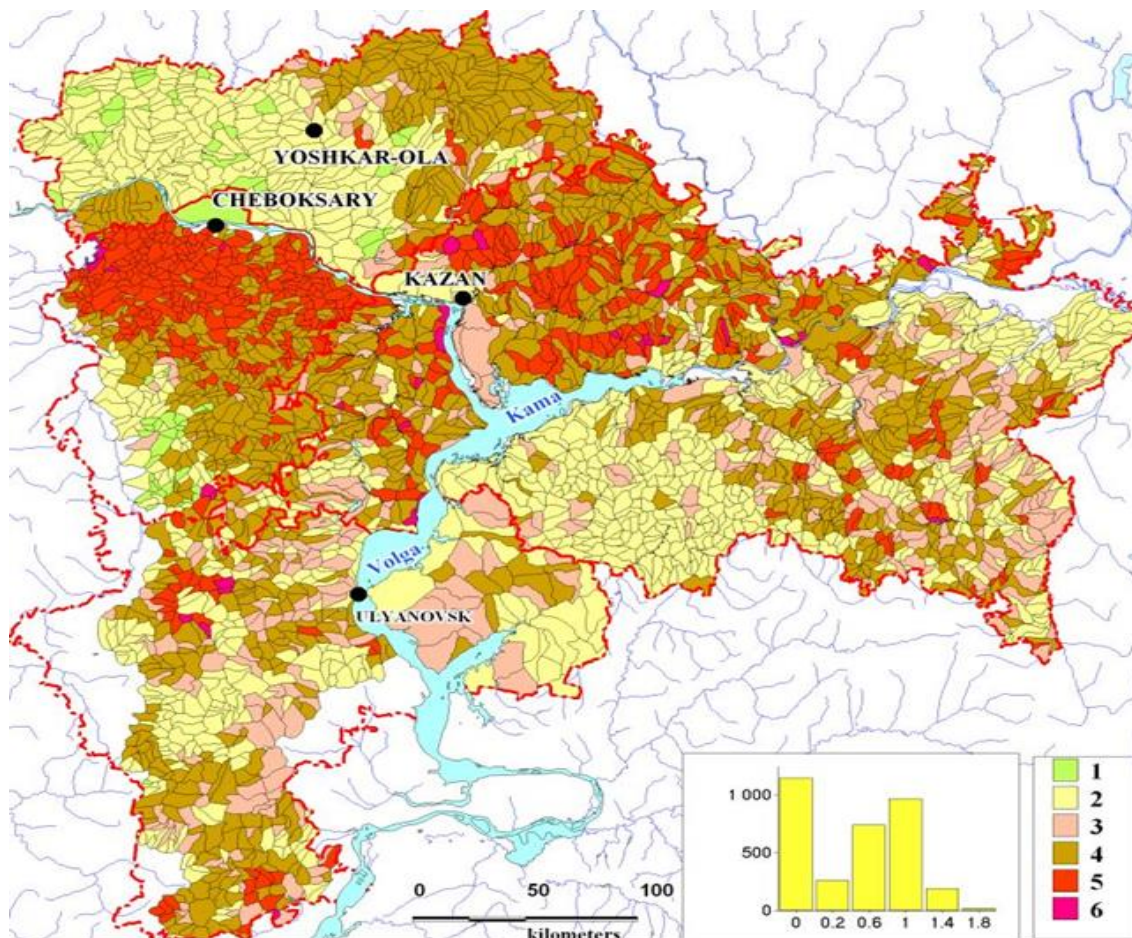 YOSHKAR-OLA
CHEBOKSARY
KAZAN
Kama
Volga
ULYANOVSK
0 50 100
kilometers
1 000
500
0
0 0.2 0.6 1 1.4 1.8
1
2
3
4
5
6